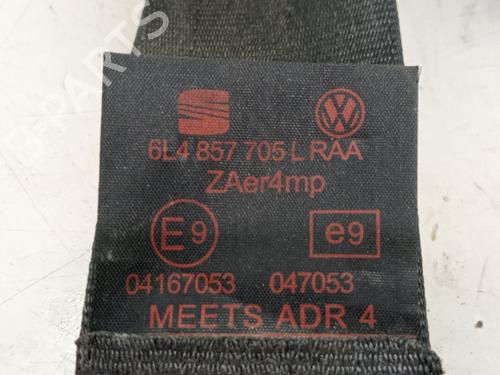 6L4 857 705 L RAA
ZAer4mp
E9 e9
04167053 047053
MEETS ADR 4